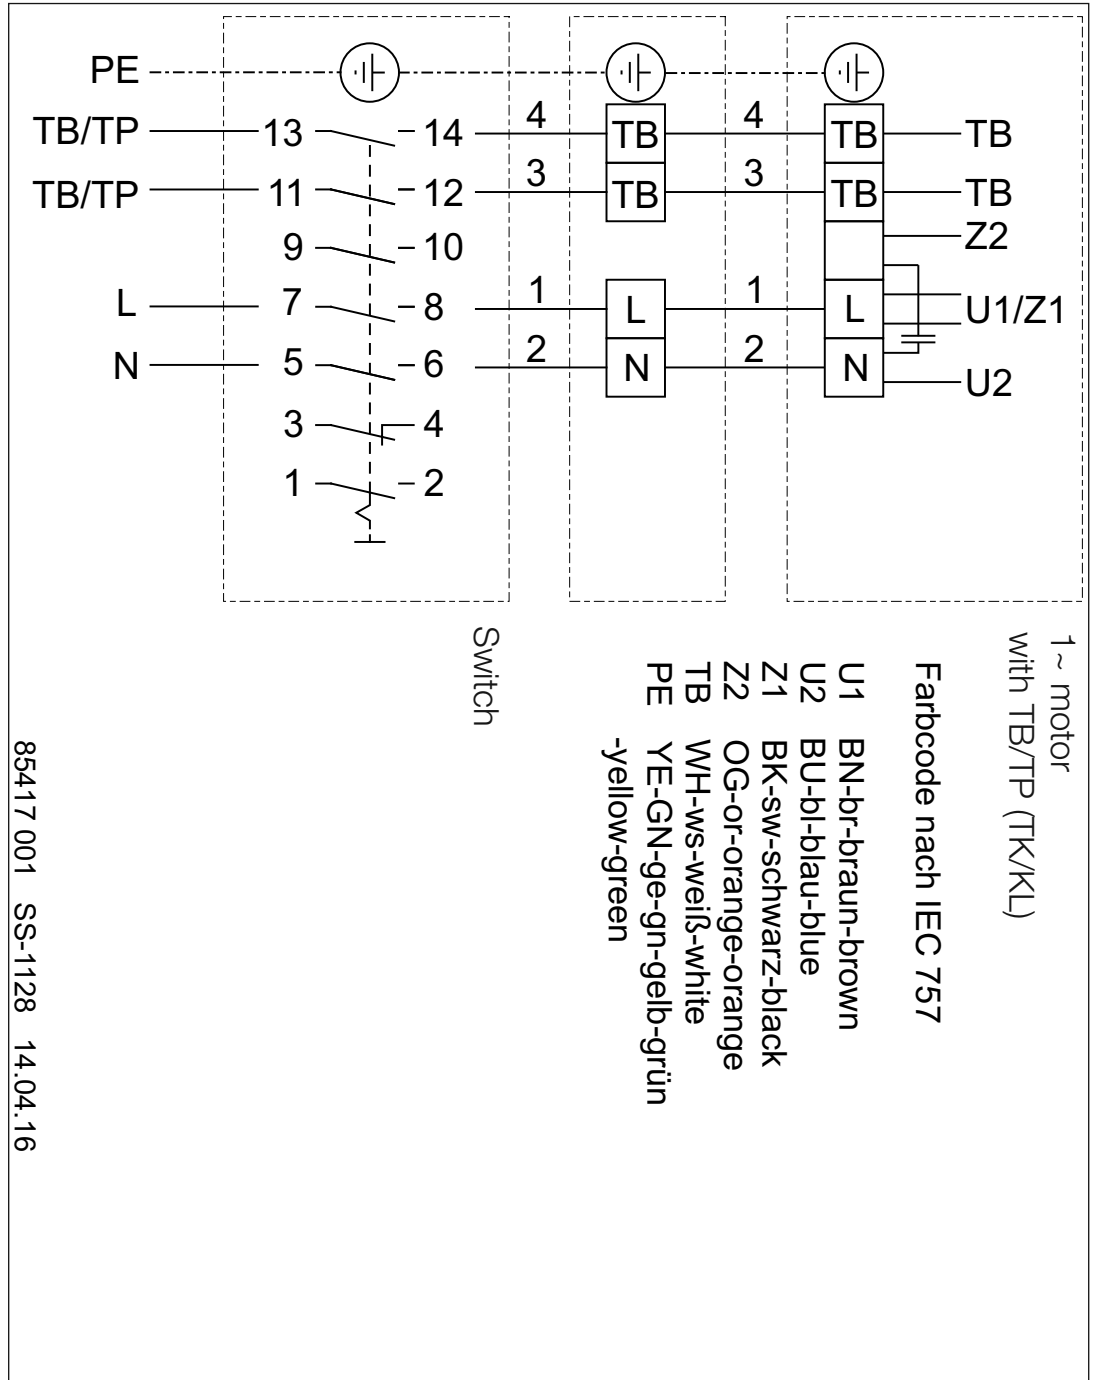 PE
TB/TP 13 14 4 TB 4 TB TB
TB/TP 11 12 3 TB 3 TB TB
9 10 Z2
L 7 8 1 L 1 L U1/Z1
N 5 6 2 N 2 N U2
3 4
1 2
Switch
1~ motor
with TB/TP (TK/KL)
Farbcode nach IEC 757
U1 BN-br-braun-brown
U2 BU-bl-blau-blue
Z1 BK-sw-schwarz-black
Z2 OG-or-orange-orange
TB WH-ws-weiß-white
PE YE-GN-ge-gn-gelb-grün
-yellow-green
85417 001 SS-1128 14.04.16